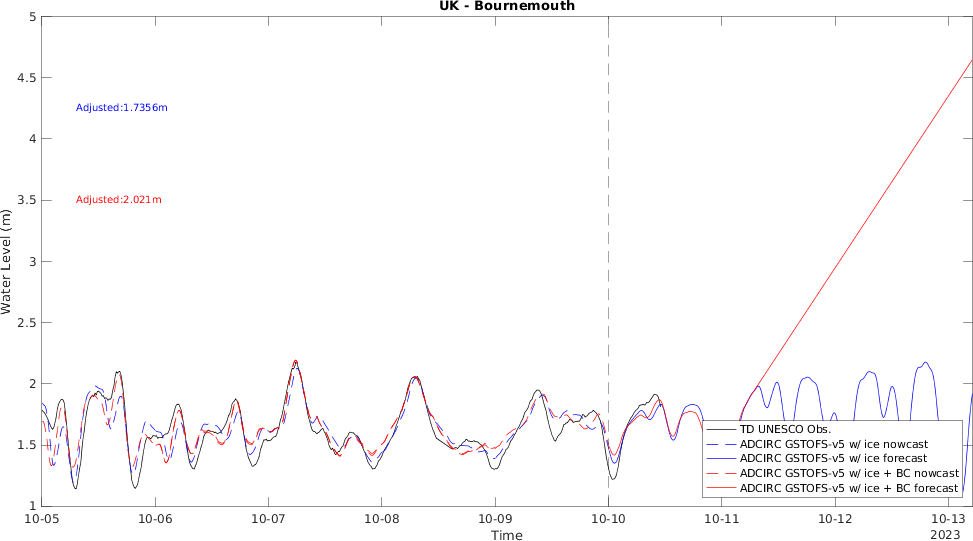 UK - Bournemouth
5
4.5
4
3.5
3
2.5
2
1.5
1
Water Level (m)
Adjusted:1.7356m
Adjusted:2.021m
TD UNESCO Obs.
ADCIRC GSTOFS-v5 w/ ice nowcast
ADCIRC GSTOFS-v5 w/ ice forecast
ADCIRC GSTOFS-v5 w/ ice + BC nowcast
ADCIRC GSTOFS-v5 w/ ice + BC forecast
10-05 10-06 10-07 10-08 10-09 10-10 10-11 10-12 10-13
2023
Time